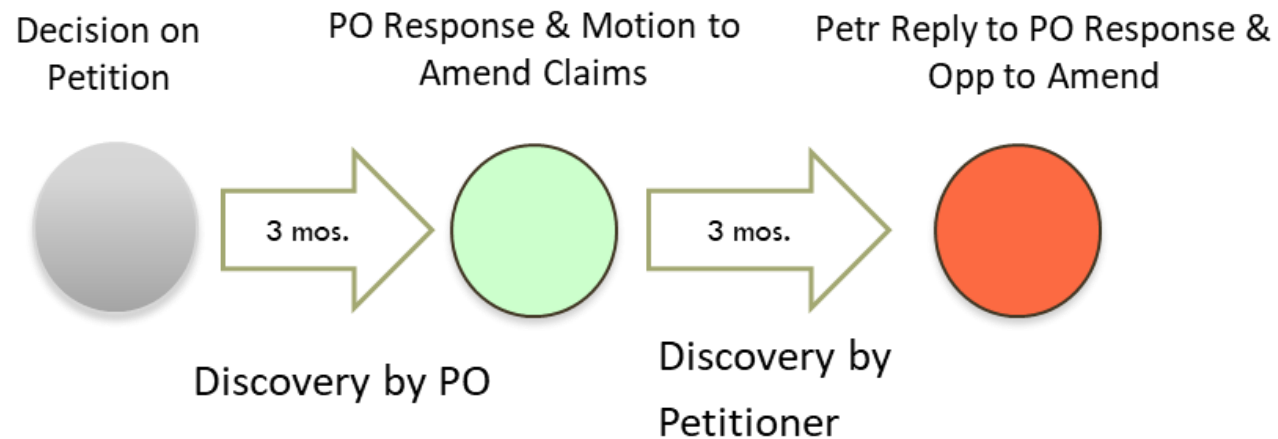 Decision on
Petition
PO Response & Motion to
Amend Claims
Petr Reply to PO Response &
Opp to Amend
3 mos.
3 mos.
Discovery by PO
Discovery by
Petitioner